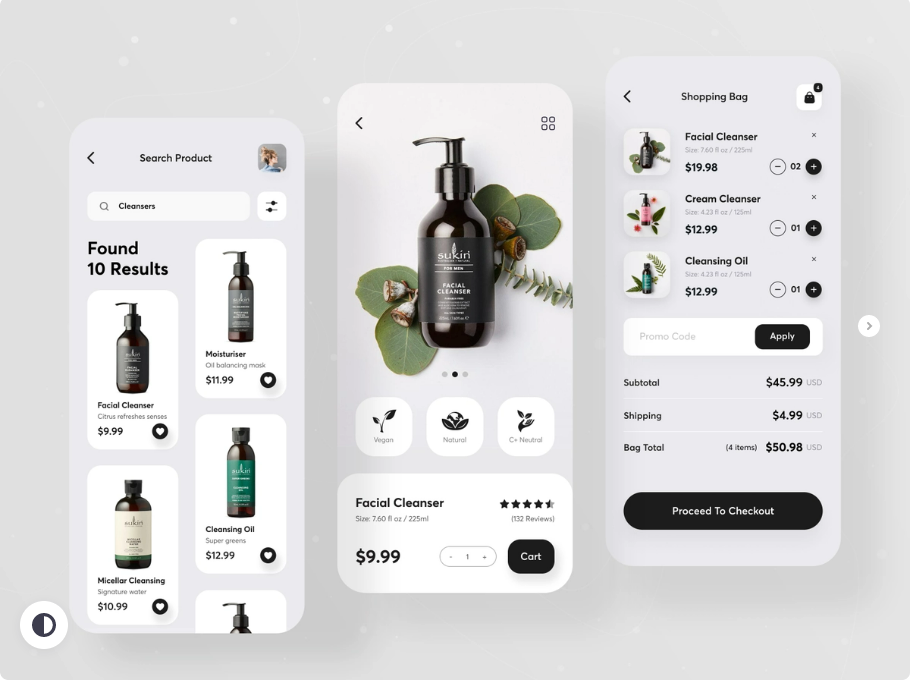 Search Product
Cleansers
Found
10 Results
Facial Cleanser
Citrus refreshes senses
$9.99
Micellar Cleansing
Signature water
$10.99
Moisturiser
Oil balancing mask
$11.99
Cleansing Oil
Super greens
$12.99
sukin
FOR MEN
FACIAL
CLEANSER
Vegan
Natural
C+ Neutral
Facial Cleanser
Size: 7.60 fl oz / 225ml
(132 Reviews)
$9.99
- 1 +
Cart
Shopping Bag
4
Facial Cleanser
×
Size: 7.60 fl oz / 225ml
$19.98
− 02 +
Cream Cleanser
×
Size: 4.23 fl oz / 125ml
$12.99
− 01 +
Cleansing Oil
×
Size: 4.23 fl oz / 125ml
$12.99
− 01 +
Promo Code
Apply
Subtotal $45.99 USD
Shipping $4.99 USD
Bag Total (4 items) $50.98 USD
Proceed To Checkout